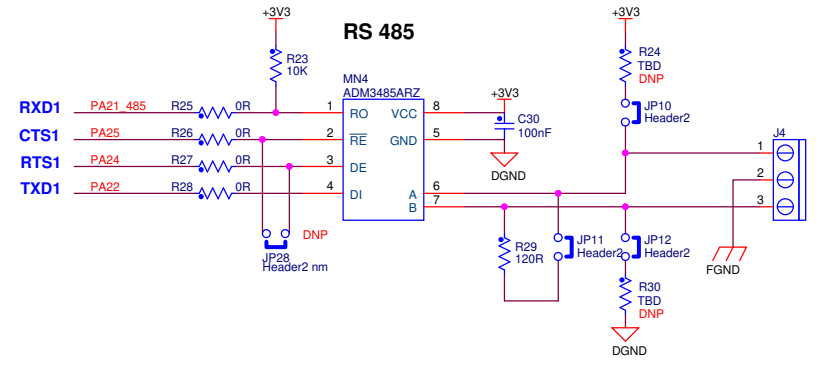 RS 485
+3V3
R23
10K
+3V3
R24
TBD
DNP
JP10
Header2
MN4
ADM3485ARZ
+3V3
C30
100nF
DGND
RXD1 PA21_485 R25 0R 1 RO VCC 8
CTS1 PA25 R26 0R 2 RE GND 5
RTS1 PA24 R27 0R 3 DE
TXD1 PA22 R28 0R 4 DI A 6
B 7
J4
1
2
3
DNP
JP28
Header2 nm
R29
120R
JP11
Header2
JP12
Header2
FGND
R30
TBD
DNP
DGND